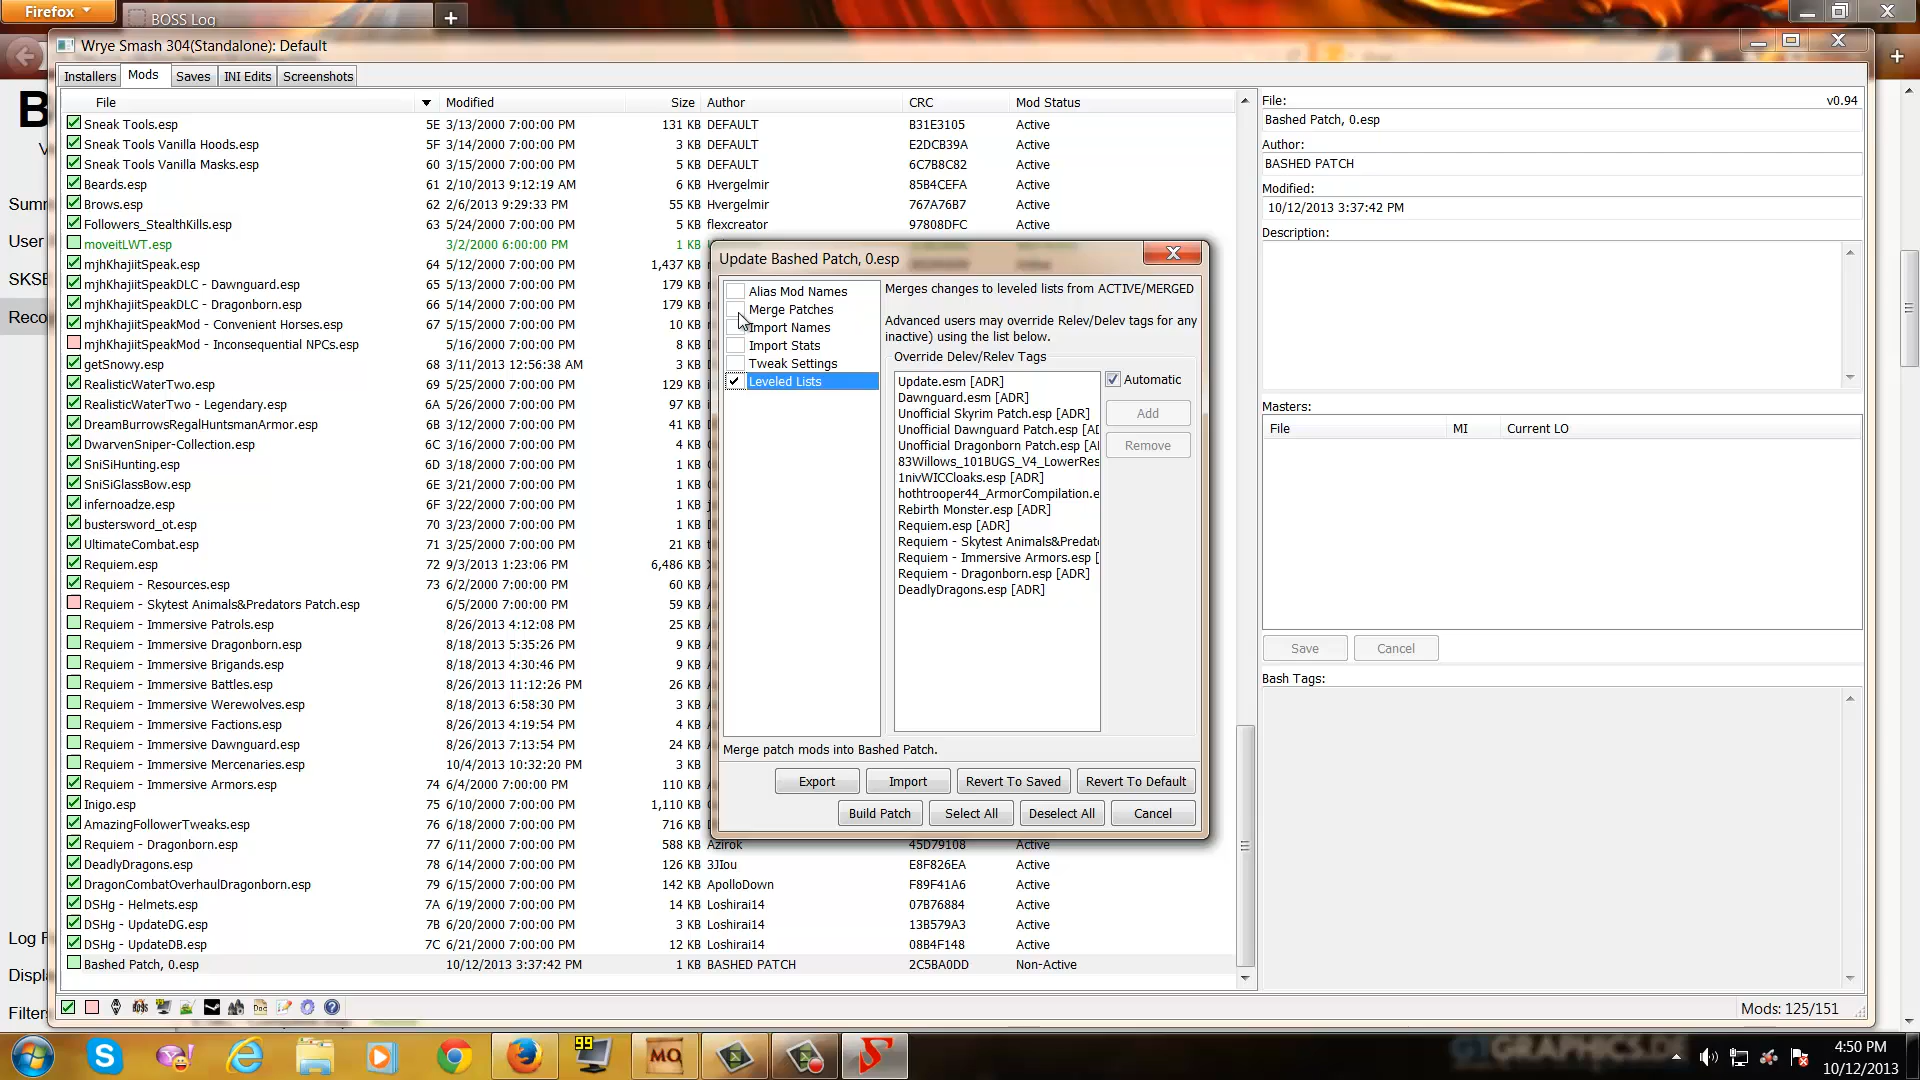 Firefox
BOSS Log
Wrye Smash 304(Standalone): Default
Installers Mods Saves INI Edits Screenshots
File Modified Size Author CRC Mod Status
Sneak Tools.esp 5E 3/13/2000 7:00:00 PM 131 KB DEFAULT B31E3105 Active
Sneak Tools Vanilla Hoods.esp 5F 3/14/2000 7:00:00 PM 3 KB DEFAULT E2DCB39A Active
Sneak Tools Vanilla Masks.esp 60 3/15/2000 7:00:00 PM 5 KB DEFAULT 6C7B8C82 Active
Beards.esp 61 2/10/2013 9:12:19 AM 6 KB Hvergelmir 85B4CEFA Active
Brows.esp 62 2/6/2013 9:29:33 PM 55 KB Hvergelmir 767A76B7 Active
Followers_StealthKills.esp 63 5/24/2000 7:00:00 PM 5 KB flexcreator 97808DFC Active
moveitLWT.esp 3/2/2000 6:00:00 PM 1 KB
mjhKhajiitSpeak.esp 64 5/12/2000 7:00:00 PM 1,437 KB
mjhKhajiitSpeakDLC - Dawnguard.esp 65 5/13/2000 7:00:00 PM 179 KB
mjhKhajiitSpeakDLC - Dragonborn.esp 66 5/14/2000 7:00:00 PM 179 KB
mjhKhajiitSpeakMod - Convenient Horses.esp 67 5/15/2000 7:00:00 PM 10 KB
mjhKhajiitSpeakMod - Inconsequential NPCs.esp 5/16/2000 7:00:00 PM 8 KB
getSnowy.esp 68 3/11/2013 12:56:38 AM 3 KB
RealisticWaterTwo.esp 69 5/25/2000 7:00:00 PM 129 KB
RealisticWaterTwo - Legendary.esp 6A 5/26/2000 7:00:00 PM 97 KB
DreamBurrowsRegalHuntsmanArmor.esp 6B 3/12/2000 7:00:00 PM 41 KB
DwarvenSniper-Collection.esp 6C 3/16/2000 7:00:00 PM 4 KB
SniSiHunting.esp 6D 3/18/2000 7:00:00 PM 1 KB
SniSiGlassBow.esp 6E 3/21/2000 7:00:00 PM 1 KB
infernoadze.esp 6F 3/22/2000 7:00:00 PM 1 KB
bustersword_ot.esp 70 3/23/2000 7:00:00 PM 1 KB
UltimateCombat.esp 71 3/25/2000 7:00:00 PM 21 KB
Requiem.esp 72 9/3/2013 1:23:06 PM 6,486 KB
Requiem - Resources.esp 73 6/2/2000 7:00:00 PM 60 KB
Requiem - Skytest Animals&Predators Patch.esp 6/5/2000 7:00:00 PM 59 KB
Requiem - Immersive Patrols.esp 8/26/2013 4:12:08 PM 25 KB
Requiem - Immersive Dragonborn.esp 8/18/2013 5:35:26 PM 9 KB
Requiem - Immersive Brigands.esp 8/18/2013 4:30:46 PM 9 KB
Requiem - Immersive Battles.esp 8/26/2013 11:12:26 PM 26 KB
Requiem - Immersive Werewolves.esp 8/18/2013 6:58:30 PM 3 KB
Requiem - Immersive Factions.esp 8/26/2013 4:19:54 PM 4 KB
Requiem - Immersive Dawnguard.esp 8/26/2013 7:13:54 PM 24 KB
Requiem - Immersive Mercenaries.esp 10/4/2013 10:32:20 PM 3 KB
Requiem - Immersive Armors.esp 74 6/4/2000 7:00:00 PM 110 KB
Inigo.esp 75 6/10/2000 7:00:00 PM 1,110 KB
AmazingFollowerTweaks.esp 76 6/18/2000 7:00:00 PM 716 KB
Requiem - Dragonborn.esp 77 6/11/2000 7:00:00 PM 588 KB Azirok 45D79108 Active
DeadlyDragons.esp 78 6/14/2000 7:00:00 PM 126 KB 3JIou E8F826EA Active
DragonCombatOverhaulDragonborn.esp 79 6/15/2000 7:00:00 PM 142 KB ApolloDown F89F41A6 Active
DSHg - Helmets.esp 7A 6/19/2000 7:00:00 PM 14 KB Loshirai14 07B76884 Active
DSHg - UpdateDG.esp 7B 6/20/2000 7:00:00 PM 3 KB Loshirai14 13B579A3 Active
DSHg - UpdateDB.esp 7C 6/21/2000 7:00:00 PM 12 KB Loshirai14 08B4F148 Active
Bashed Patch, 0.esp 10/12/2013 3:37:42 PM 1 KB BASHED PATCH 2C5BA0DD Non-Active
Update Bashed Patch, 0.esp
Alias Mod Names
Merge Patches
Import Names
Import Stats
Tweak Settings
Leveled Lists
Merges changes to leveled lists from ACTIVE/MERGED
Advanced users may override Relev/Delev tags for any
inactive) using the list below.
Override Delev/Relev Tags
Update.esm [ADR]
Dawnguard.esm [ADR]
Unofficial Skyrim Patch.esp [ADR]
Unofficial Dawnguard Patch.esp [AD
Unofficial Dragonborn Patch.esp [A
83Willows_101BUGS_V4_LowerRes
1nivWICCloaks.esp [ADR]
hothtrooper44_ArmorCompilation.e
Rebirth Monster.esp [ADR]
Requiem.esp [ADR]
Requiem - Skytest Animals&Predato
Requiem - Immersive Armors.esp [
Requiem - Dragonborn.esp [ADR]
DeadlyDragons.esp [ADR]
Automatic
Add
Remove
Merge patch mods into Bashed Patch.
Export Import Revert To Saved Revert To Default
Build Patch Select All Deselect All Cancel
File: v0.94
Bashed Patch, 0.esp
Author:
BASHED PATCH
Modified:
10/12/2013 3:37:42 PM
Description:
Masters:
File MI Current LO
Save Cancel
Bash Tags:
Mods: 125/151
B
V
Summ
User
SKSE
Reco
Log F
Displ
Filters
99
MO
4:50 PM
10/12/2013